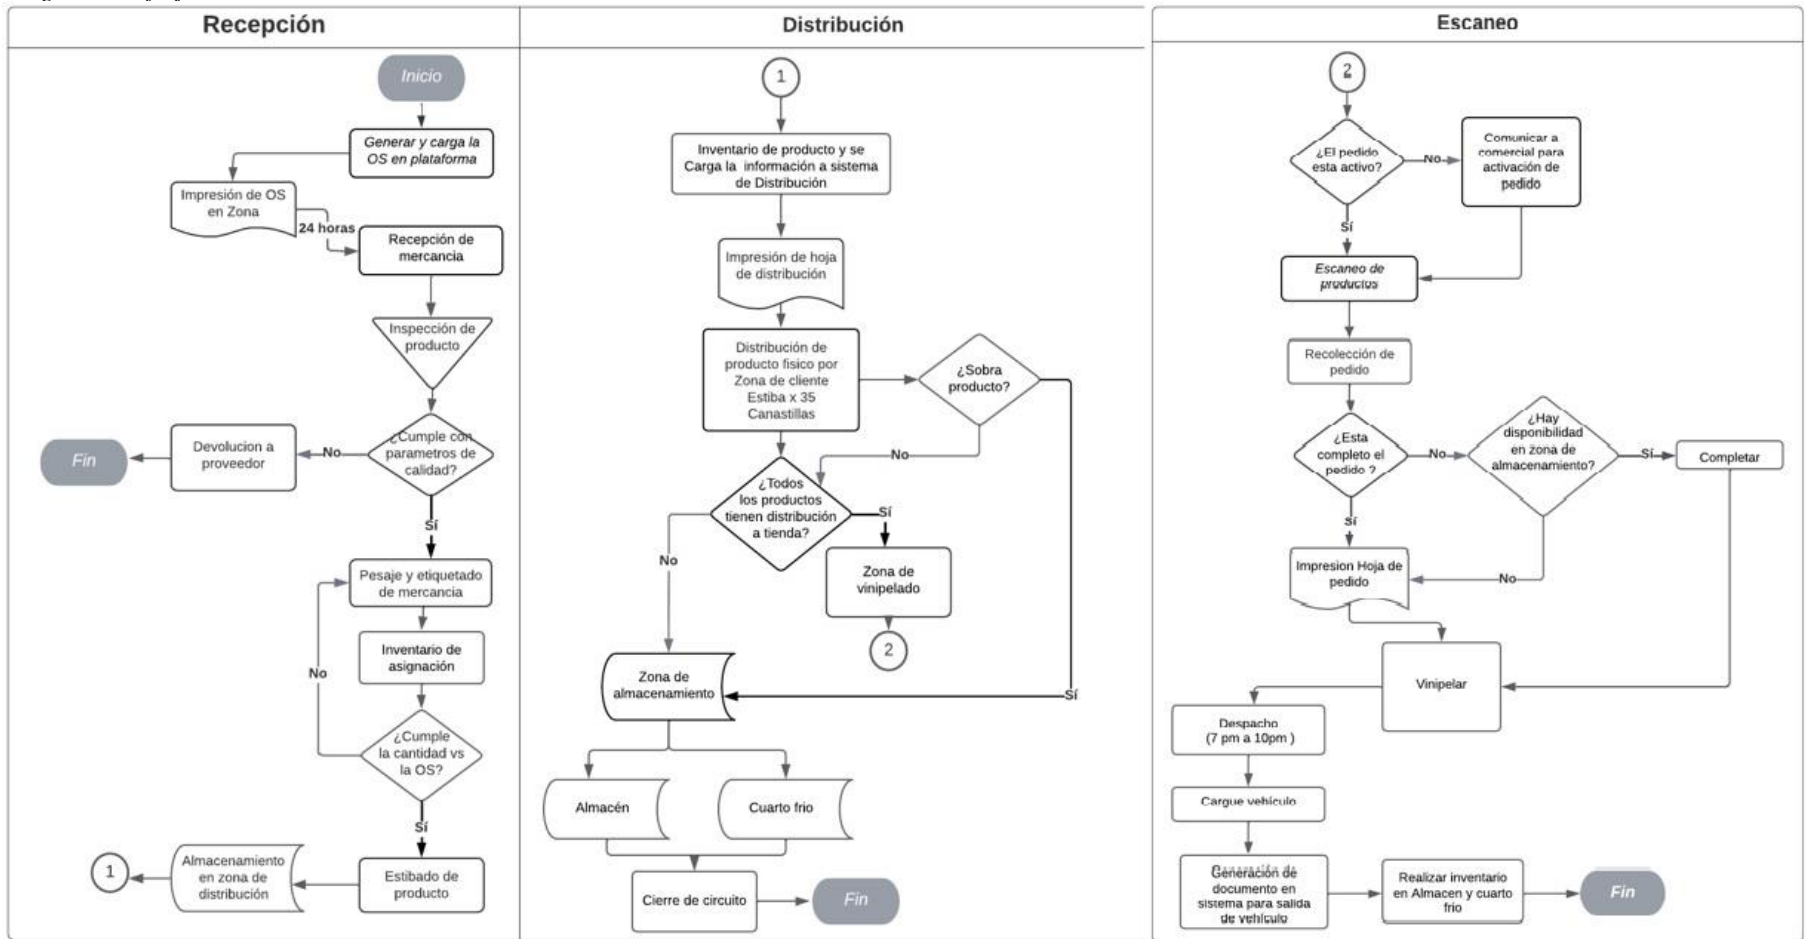 Recepción
Inicio
Generar y carga la
OS en plataforma
Impresión de OS
en Zona
24 horas
Recepción de
mercancia
Inspección de
producto
¿Cumple con
parametros de
calidad?
No
Devolucion a
proveedor
Fin
Sí
Pesaje y etiquetado
de mercancia
Inventario de
asignación
No
¿Cumple
la cantidad vs
la OS?
Sí
Estibado de
producto
Almacenamiento
en zona de
distribución
1
Distribución
1
Inventario de producto y se
Carga la información a sistema
de Distribución
Impresión de hoja
de distribución
Distribución de
producto fisico por
Zona de cliente
Estiba x 35
Canastillas
¿Sobra
producto?
No
¿Todos
los productos
tienen distribución
a tienda?
Sí
No
Zona de
vinipelado
2
Zona de
almacenamiento
Sí
Almacén
Cuarto frio
Cierre de circuito
Fin
Escaneo
2
¿El pedido
esta activo?
No
Comunicar a
comercial para
activación de
pedido
Sí
Escaneo de
productos
Recolección de
pedido
¿Esta
completo el
pedido ?
No
¿Hay
disponibilidad
en zona de
almacenamiento?
Sí
Completar
Sí
Impresion Hoja de
pedido
No
Vinipelar
Despacho
(7 pm a 10pm )
Cargue vehículo
Generación de
documento en
sistema para salida
de vehículo
Realizar inventario
en Almacen y cuarto
frio
Fin